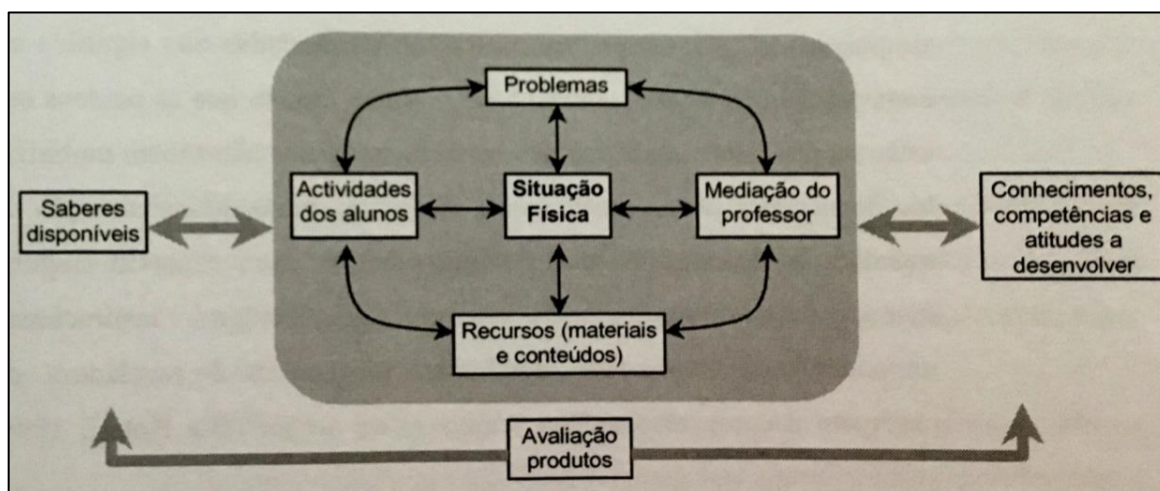 Problemas
Saberes
disponíveis
Actividades
dos alunos
Situação
Física
Mediação do
professor
Conhecimentos,
competências e
atitudes a
desenvolver
Recursos (materiais
e conteúdos)
Avaliação
produtos